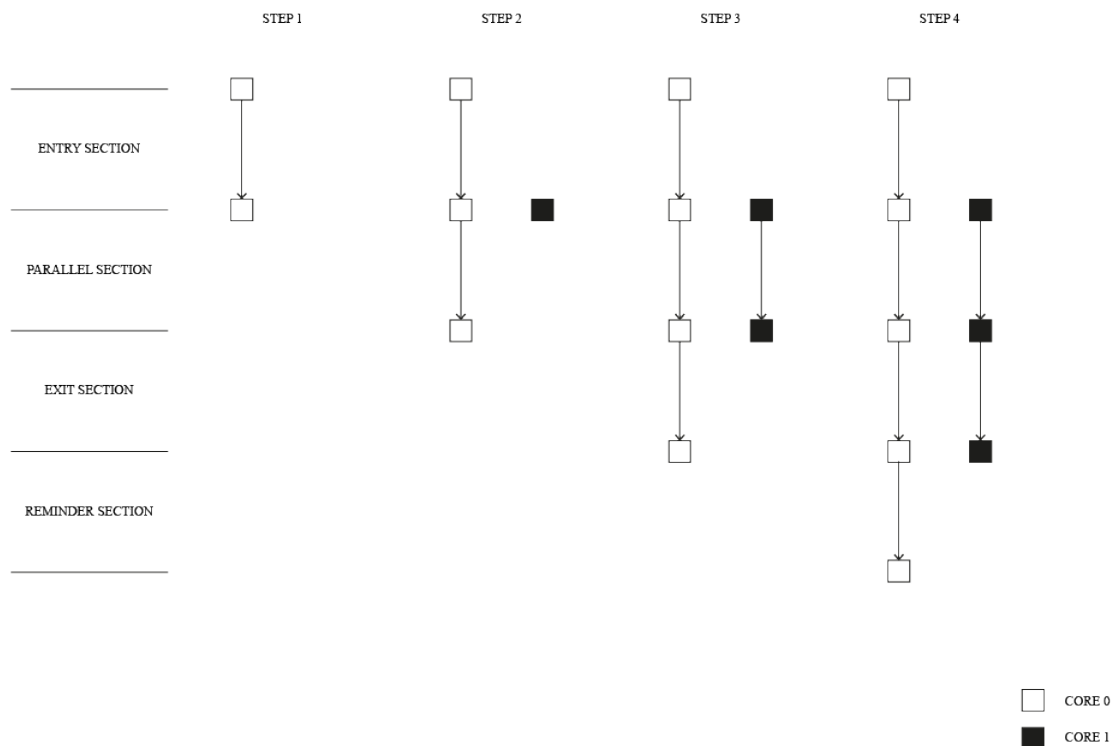 STEP 1 STEP 2 STEP 3 STEP 4
ENTRY SECTION
PARALLEL SECTION
EXIT SECTION
REMINDER SECTION
CORE 0
CORE 1